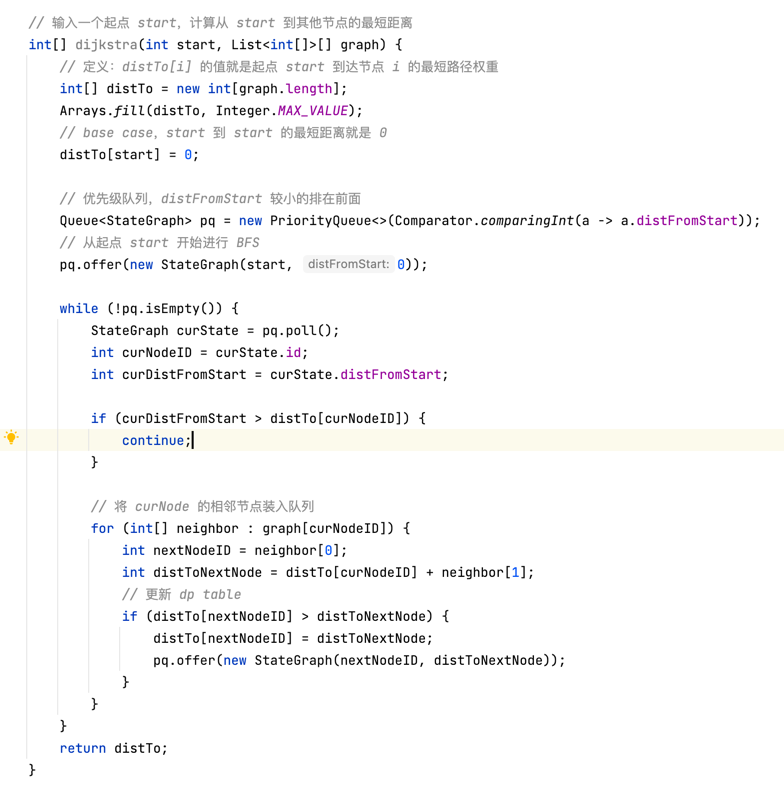 // 输入一个起点 start，计算从 start 到其他节点的最短距离
int[] dijkstra(int start, List<int[]>[] graph) {
    // 定义：distTo[i] 的值就是起点 start 到达节点 i 的最短路径权重
    int[] distTo = new int[graph.length];
    Arrays.fill(distTo, Integer.MAX_VALUE);
    // base case，start 到 start 的最短距离就是 0
    distTo[start] = 0;

    // 优先级队列，distFromStart 较小的排在前面
    Queue<StateGraph> pq = new PriorityQueue<>(Comparator.comparingInt(a -> a.distFromStart));
    // 从起点 start 开始进行 BFS
    pq.offer(new StateGraph(start, distFromStart: 0));

    while (!pq.isEmpty()) {
        StateGraph curState = pq.poll();
        int curNodeID = curState.id;
        int curDistFromStart = curState.distFromStart;

        if (curDistFromStart > distTo[curNodeID]) {
            continue;
        }

        // 将 curNode 的相邻节点装入队列
        for (int[] neighbor : graph[curNodeID]) {
            int nextNodeID = neighbor[0];
            int distToNextNode = distTo[curNodeID] + neighbor[1];
            // 更新 dp table
            if (distTo[nextNodeID] > distToNextNode) {
                distTo[nextNodeID] = distToNextNode;
                pq.offer(new StateGraph(nextNodeID, distToNextNode));
            }
        }
    }
    return distTo;
}